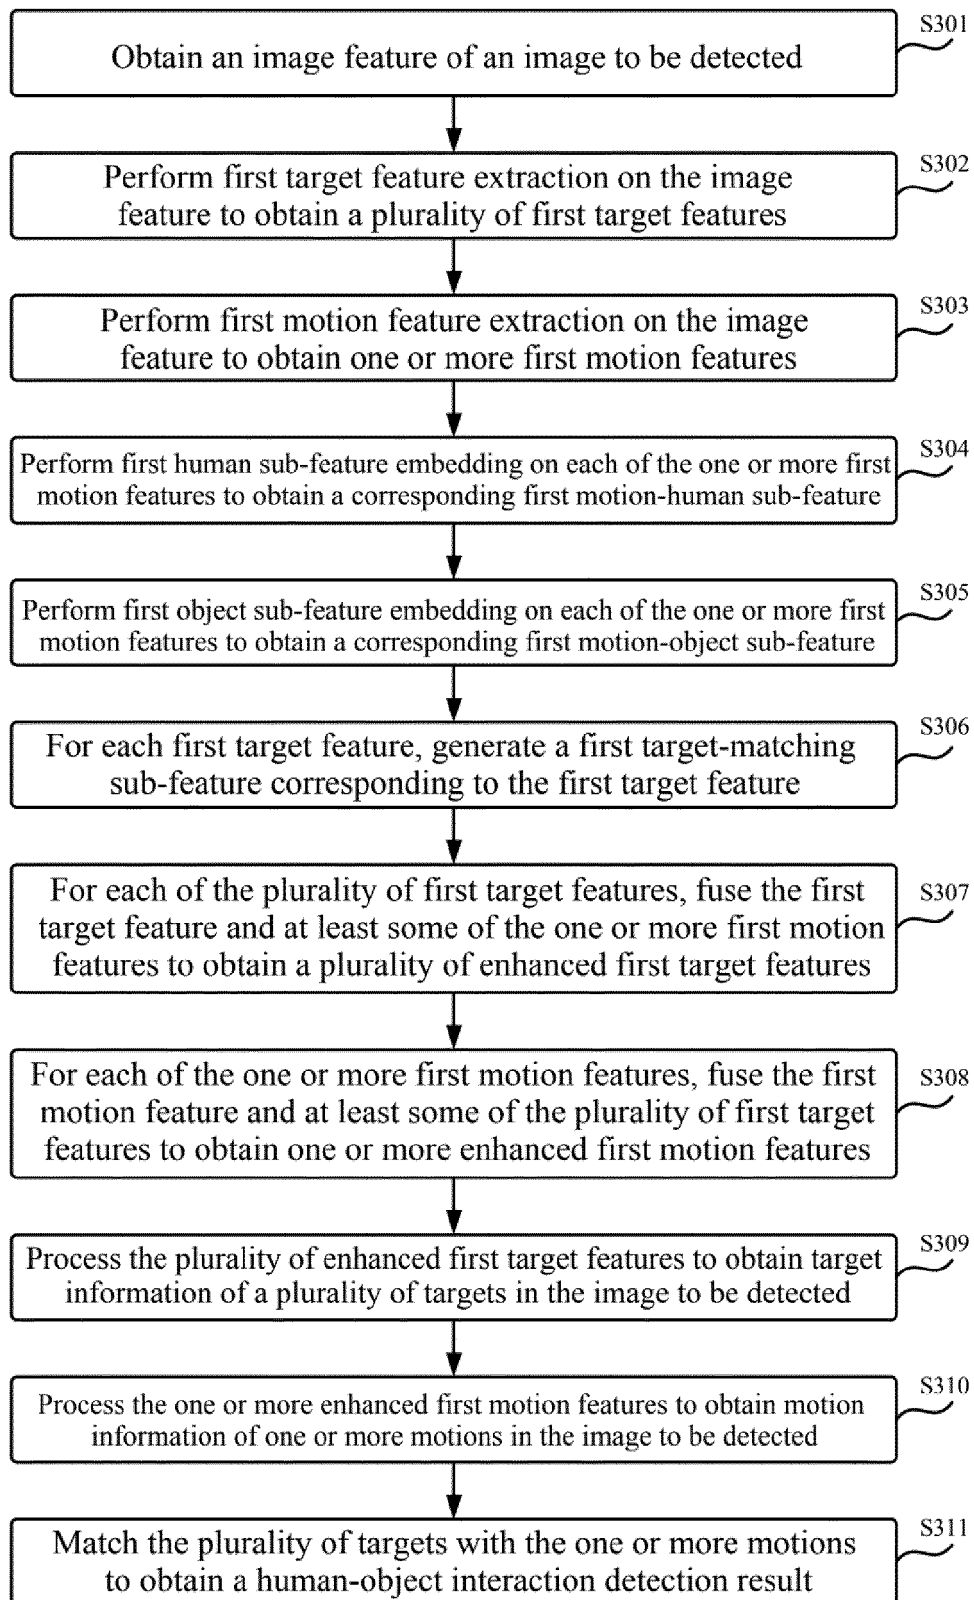 S301
Obtain an image feature of an image to be detected
S302
Perform first target feature extraction on the image
feature to obtain a plurality of first target features
S303
Perform first motion feature extraction on the image
feature to obtain one or more first motion features
S304
Perform first human sub-feature embedding on each of the one or more first
motion features to obtain a corresponding first motion-human sub-feature
S305
Perform first object sub-feature embedding on each of the one or more first
motion features to obtain a corresponding first motion-object sub-feature
S306
For each first target feature, generate a first target-matching
sub-feature corresponding to the first target feature
S307
For each of the plurality of first target features, fuse the first
target feature and at least some of the one or more first motion
features to obtain a plurality of enhanced first target features
S308
For each of the one or more first motion features, fuse the first
motion feature and at least some of the plurality of first target
features to obtain one or more enhanced first motion features
S309
Process the plurality of enhanced first target features to obtain target
information of a plurality of targets in the image to be detected
S310
Process the one or more enhanced first motion features to obtain motion
information of one or more motions in the image to be detected
S311
Match the plurality of targets with the one or more motions
to obtain a human-object interaction detection result